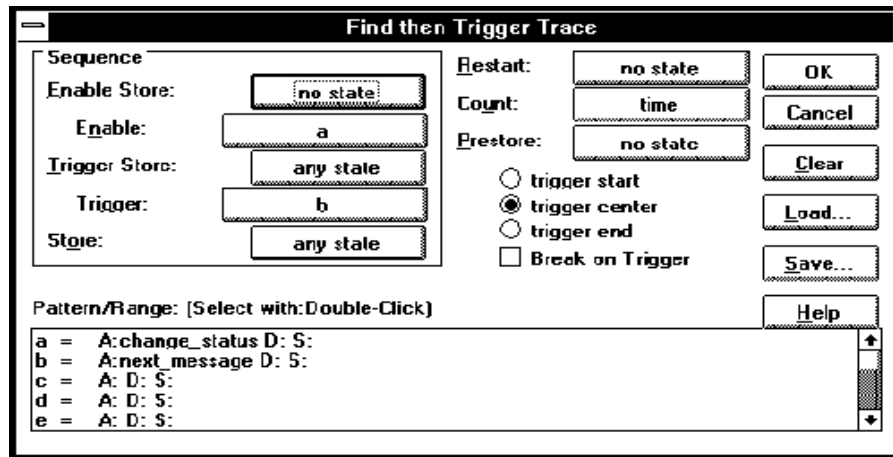 Find then Trigger Trace
Sequence
Enable Store: no state
Enable: a
Trigger Store: any state
Trigger: b
Store: any state
Restart: no state
Count: time
Prestore: no state
trigger start
trigger center
trigger end
Break on Trigger
OK
Cancel
Clear
Load...
Save...
Help
Pattern/Range: (Select with:Double-Click)
a = A:change_status D: S:
b = A:next_message D: S:
c = A: D: S:
d = A: D: S:
e = A: D: S: